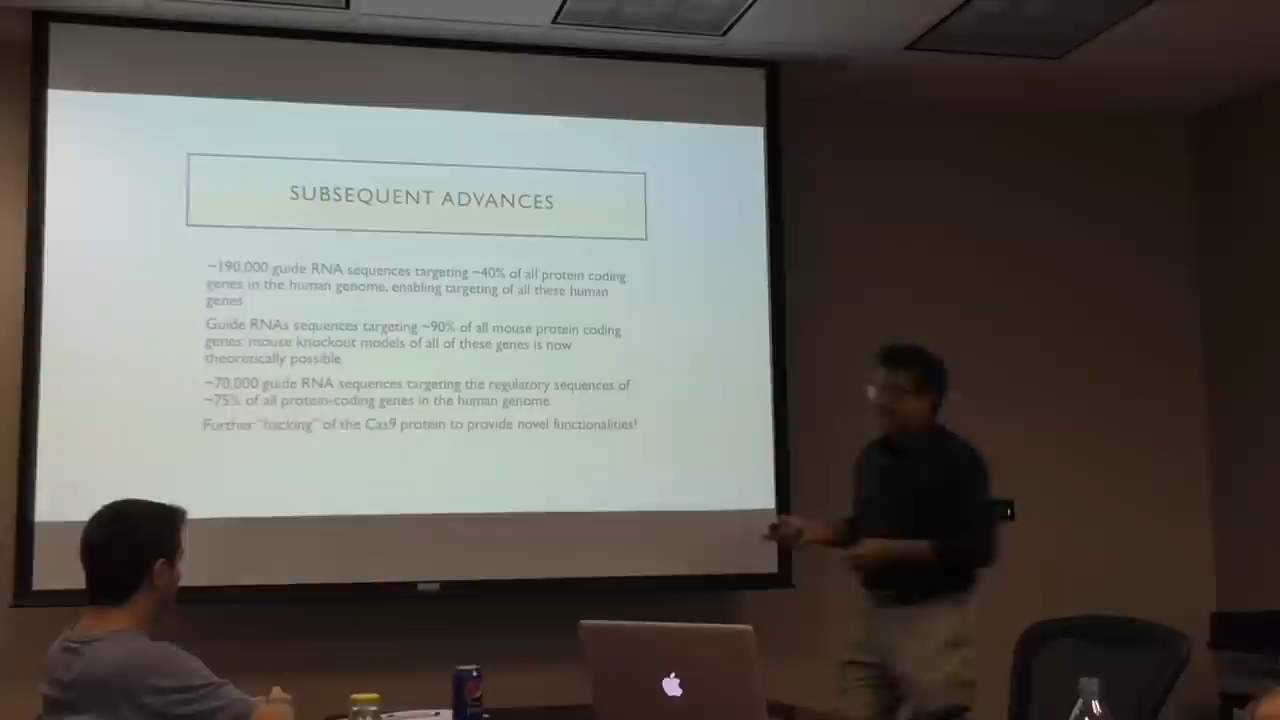 SUBSEQUENT ADVANCES
~190,000 guide RNA sequences targeting ~40% of all protein coding
genes in the human genome, enabling targeting of all these human
genes
Guide RNAs sequences targeting ~90% of all mouse protein coding
genes: mouse knockout models of all of these genes is now
theoretically possible
~70,000 guide RNA sequences targeting the regulatory sequences of
~75% of all protein-coding genes in the human genome
Further "hacking" of the Cas9 protein to provide novel functionalities!